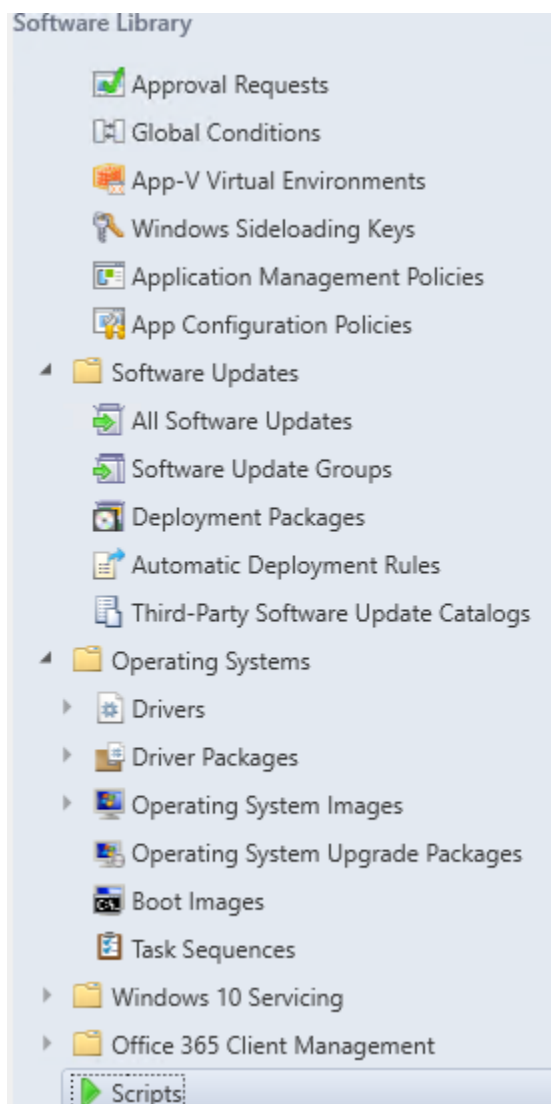 Software Library
Approval Requests
Global Conditions
App-V Virtual Environments
Windows Sideloading Keys
Application Management Policies
App Configuration Policies
Software Updates
All Software Updates
Software Update Groups
Deployment Packages
Automatic Deployment Rules
Third-Party Software Update Catalogs
Operating Systems
Drivers
Driver Packages
Operating System Images
Operating System Upgrade Packages
Boot Images
Task Sequences
Windows 10 Servicing
Office 365 Client Management
Scripts